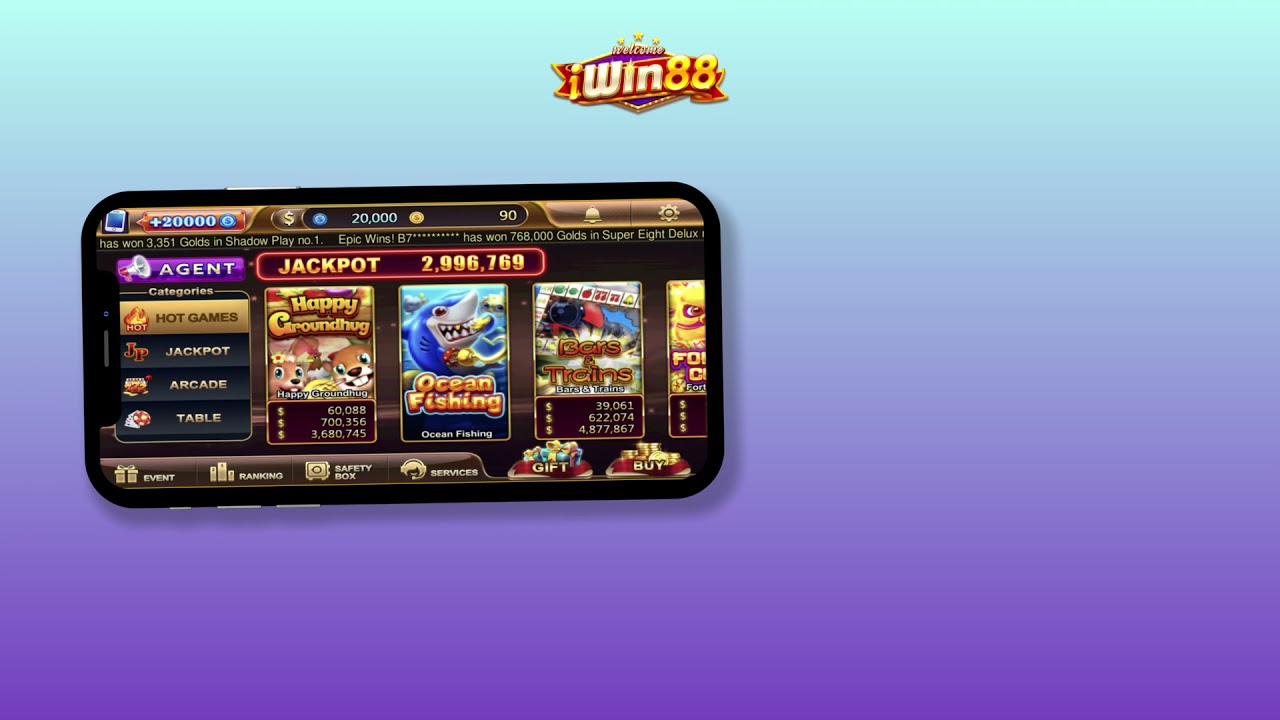 welcome
iWin88
+20000
$
20,000
90
has won 3,351 Golds in Shadow Play no.1. Epic Wins! B7********** has won 768,000 Golds in Super Eight Delux
AGENT
JACKPOT 2,996,769
Categories
HOT HOT GAMES
JP JACKPOT
ARCADE
TABLE
Happy
Groundhug
Happy Groundhug
$ 60,088
$ 700,356
$ 3,680,745
Ocean
Fishing
Ocean Fishing
Bars
&
Trains
Bars & Trains
$ 39,061
$ 622,074
$ 4,877,867
FO
C
Fort
$
$
$
EVENT
RANKING
SAFETY
BOX
SERVICES
GIFT
BUY